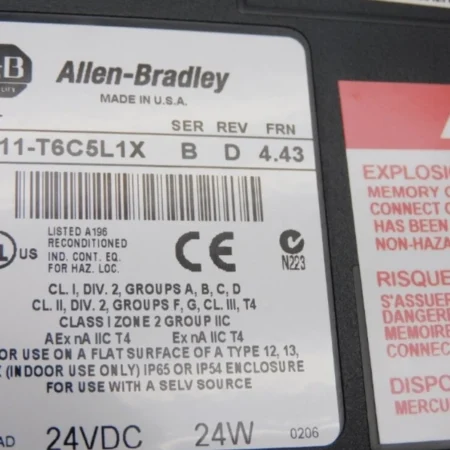 Allen-Bradley
MADE IN U.S.A.
SER REV FRN
11-T6C5L1X B D 4.43
LISTED A196
RECONDITIONED
IND. CONT. EQ.
FOR HAZ. LOC.
US
CE
N223
CL. I, DIV. 2, GROUPS A, B, C, D
CL. II, DIV. 2, GROUPS F, G, CL. III, T4
CLASS I ZONE 2 GROUP IIC
AEx nA IIC T4 Ex nA IIC T4
OR USE ON A FLAT SURFACE OF A TYPE 12, 13,
(INDOOR USE ONLY) IP65 OR IP54 ENCLOSURE
FOR USE WITH A SELV SOURCE
AD 24VDC 24W 0206
EXPLOSI
MEMORY C
CONNECT C
HAS BEEN
NON-HAZA
RISQUE
S'ASSUER
DANGERE
MEMOIRE
CONNEC
DISPO
MERCU